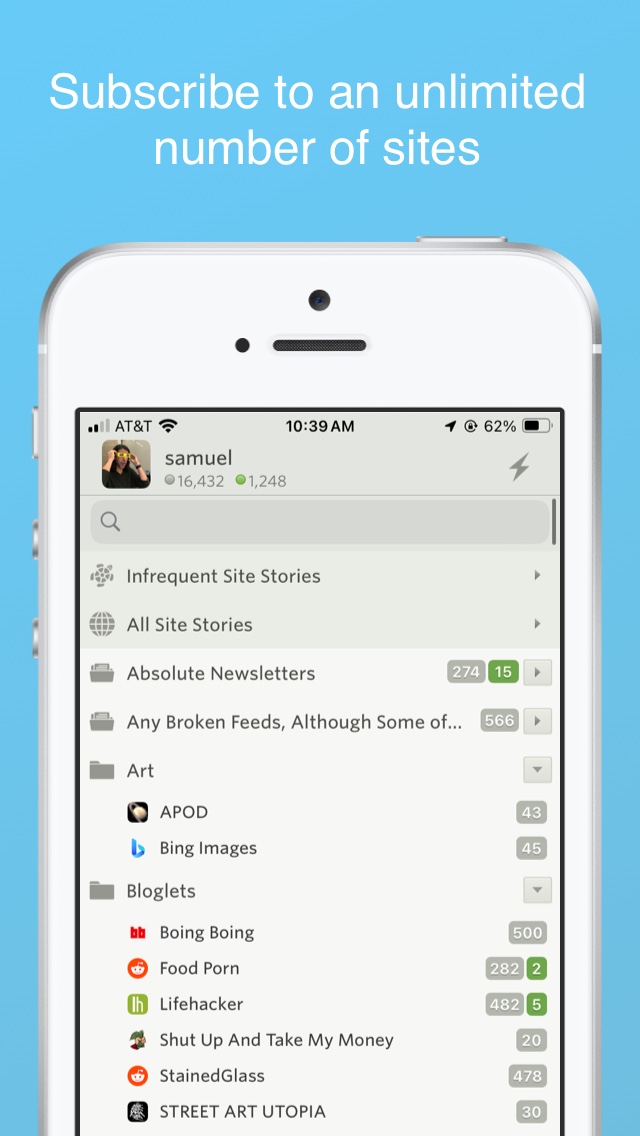 Subscribe to an unlimited
number of sites
AT&T 10:39 AM 62%
samuel
16,432 1,248
Infrequent Site Stories
All Site Stories
Absolute Newsletters 274 15
Any Broken Feeds, Although Some of... 566
Art
APOD 43
Bing Images 45
Bloglets
bb Boing Boing 500
Food Porn 282 2
lh Lifehacker 482 5
Shut Up And Take My Money 20
StainedGlass 478
STREET ART UTOPIA 30